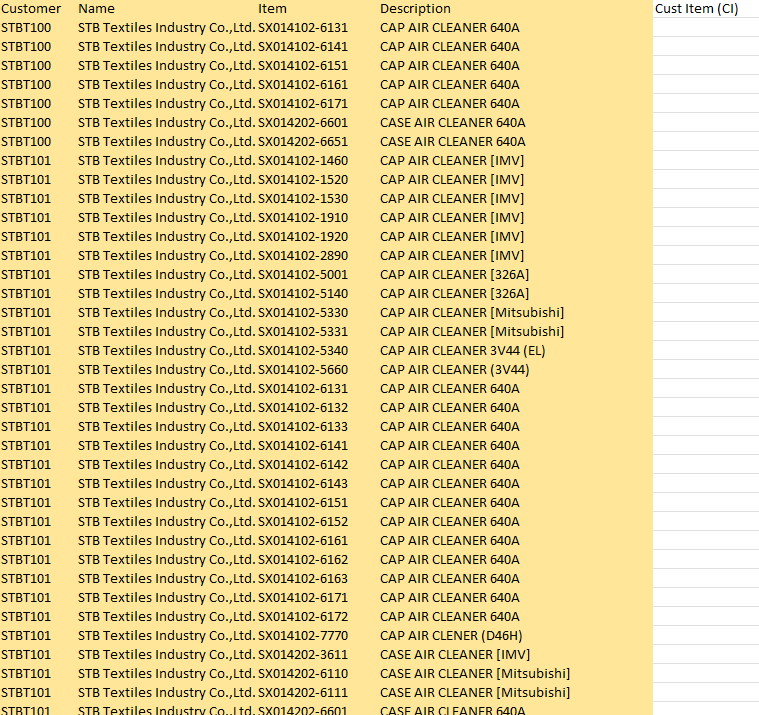 Customer Name Item Description Cust Item (CI)
STBT100 STB Textiles Industry Co.,Ltd. SX014102-6131 CAP AIR CLEANER 640A
STBT100 STB Textiles Industry Co.,Ltd. SX014102-6141 CAP AIR CLEANER 640A
STBT100 STB Textiles Industry Co.,Ltd. SX014102-6151 CAP AIR CLEANER 640A
STBT100 STB Textiles Industry Co.,Ltd. SX014102-6161 CAP AIR CLEANER 640A
STBT100 STB Textiles Industry Co.,Ltd. SX014102-6171 CAP AIR CLEANER 640A
STBT100 STB Textiles Industry Co.,Ltd. SX014202-6601 CASE AIR CLEANER 640A
STBT100 STB Textiles Industry Co.,Ltd. SX014202-6651 CASE AIR CLEANER 640A
STBT101 STB Textiles Industry Co.,Ltd. SX014102-1460 CAP AIR CLEANER [IMV]
STBT101 STB Textiles Industry Co.,Ltd. SX014102-1520 CAP AIR CLEANER [IMV]
STBT101 STB Textiles Industry Co.,Ltd. SX014102-1530 CAP AIR CLEANER [IMV]
STBT101 STB Textiles Industry Co.,Ltd. SX014102-1910 CAP AIR CLEANER [IMV]
STBT101 STB Textiles Industry Co.,Ltd. SX014102-1920 CAP AIR CLEANER [IMV]
STBT101 STB Textiles Industry Co.,Ltd. SX014102-2890 CAP AIR CLEANER [IMV]
STBT101 STB Textiles Industry Co.,Ltd. SX014102-5001 CAP AIR CLEANER [326A]
STBT101 STB Textiles Industry Co.,Ltd. SX014102-5140 CAP AIR CLEANER [326A]
STBT101 STB Textiles Industry Co.,Ltd. SX014102-5330 CAP AIR CLEANER [Mitsubishi]
STBT101 STB Textiles Industry Co.,Ltd. SX014102-5331 CAP AIR CLEANER [Mitsubishi]
STBT101 STB Textiles Industry Co.,Ltd. SX014102-5340 CAP AIR CLEANER 3V44 (EL)
STBT101 STB Textiles Industry Co.,Ltd. SX014102-5660 CAP AIR CLEANER (3V44)
STBT101 STB Textiles Industry Co.,Ltd. SX014102-6131 CAP AIR CLEANER 640A
STBT101 STB Textiles Industry Co.,Ltd. SX014102-6132 CAP AIR CLEANER 640A
STBT101 STB Textiles Industry Co.,Ltd. SX014102-6133 CAP AIR CLEANER 640A
STBT101 STB Textiles Industry Co.,Ltd. SX014102-6141 CAP AIR CLEANER 640A
STBT101 STB Textiles Industry Co.,Ltd. SX014102-6142 CAP AIR CLEANER 640A
STBT101 STB Textiles Industry Co.,Ltd. SX014102-6143 CAP AIR CLEANER 640A
STBT101 STB Textiles Industry Co.,Ltd. SX014102-6151 CAP AIR CLEANER 640A
STBT101 STB Textiles Industry Co.,Ltd. SX014102-6152 CAP AIR CLEANER 640A
STBT101 STB Textiles Industry Co.,Ltd. SX014102-6161 CAP AIR CLEANER 640A
STBT101 STB Textiles Industry Co.,Ltd. SX014102-6162 CAP AIR CLEANER 640A
STBT101 STB Textiles Industry Co.,Ltd. SX014102-6163 CAP AIR CLEANER 640A
STBT101 STB Textiles Industry Co.,Ltd. SX014102-6171 CAP AIR CLEANER 640A
STBT101 STB Textiles Industry Co.,Ltd. SX014102-6172 CAP AIR CLEANER 640A
STBT101 STB Textiles Industry Co.,Ltd. SX014102-7770 CAP AIR CLENER (D46H)
STBT101 STB Textiles Industry Co.,Ltd. SX014202-3611 CASE AIR CLEANER [IMV]
STBT101 STB Textiles Industry Co.,Ltd. SX014202-6110 CASE AIR CLEANER [Mitsubishi]
STBT101 STB Textiles Industry Co.,Ltd. SX014202-6111 CASE AIR CLEANER [Mitsubishi]
STBT101 STB Textiles Industry Co.,Ltd. SX014202-6601 CASE AIR CLEANER 640A